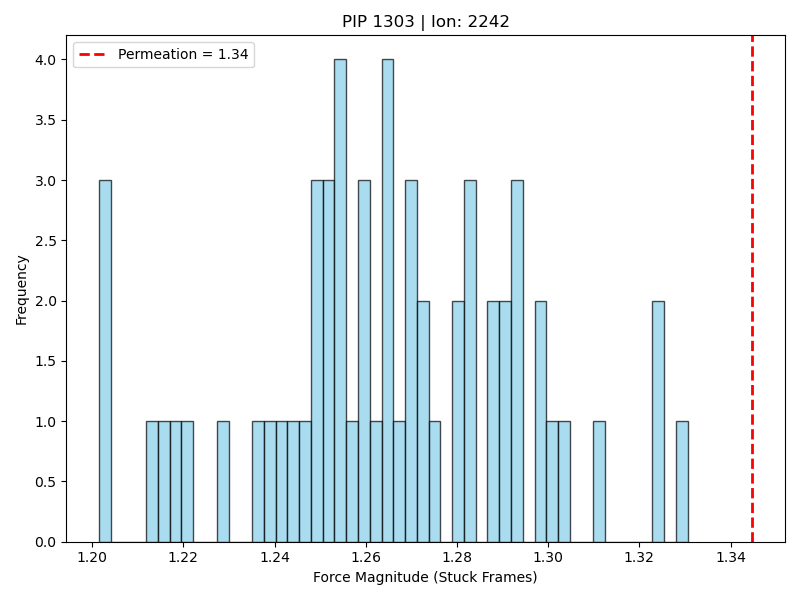 PIP 1303 | Ion: 2242
Permeation = 1.34
Frequency
4.0
3.5
3.0
2.5
2.0
1.5
1.0
0.5
0.0
1.20 1.22 1.24 1.26 1.28 1.30 1.32 1.34
Force Magnitude (Stuck Frames)